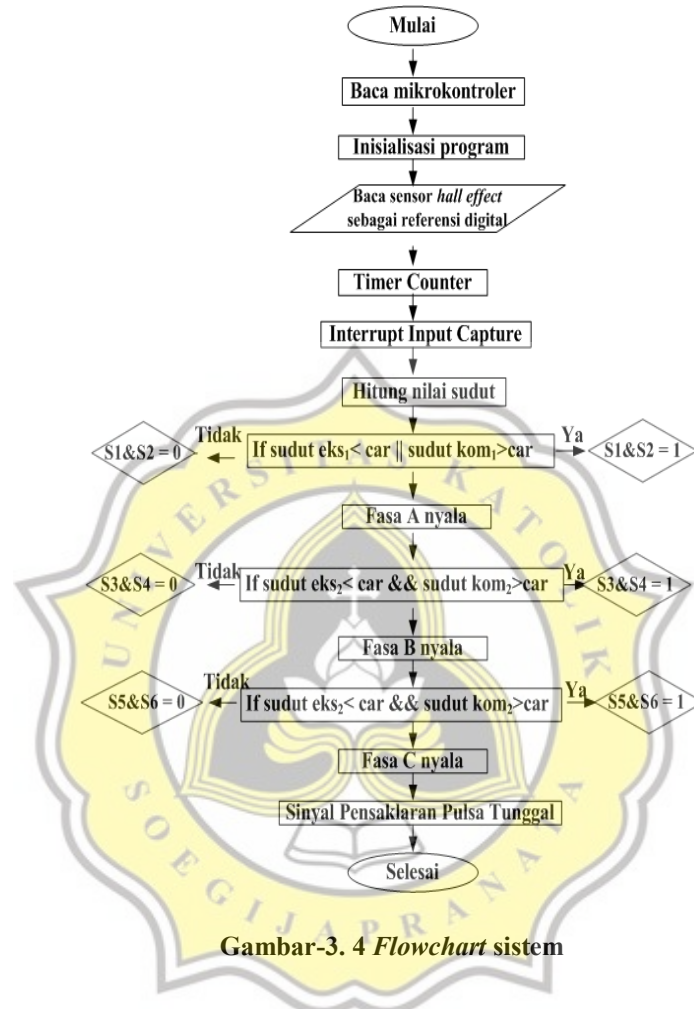 Mulai
Baca mikrokontroler
Inisialisasi program
Baca sensor hall effect
sebagai referensi digital
Timer Counter
Interrupt Input Capture
Hitung nilai sudut
S1&S2 = 0
Tidak
If sudut eks₁< car || sudut kom₁>car
Ya
S1&S2 = 1
Fasa A nyala
S3&S4 = 0
Tidak
If sudut eks₂< car && sudut kom₂>car
Ya
S3&S4 = 1
Fasa B nyala
S5&S6 = 0
Tidak
If sudut eks₂< car && sudut kom₂>car
Ya
S5&S6 = 1
Fasa C nyala
Sinyal Pensaklaran Pulsa Tunggal
Selesai
UNIVERSITAS KATOLIK
SOEGIJAPRANATA
Gambar-3. 4 Flowchart sistem